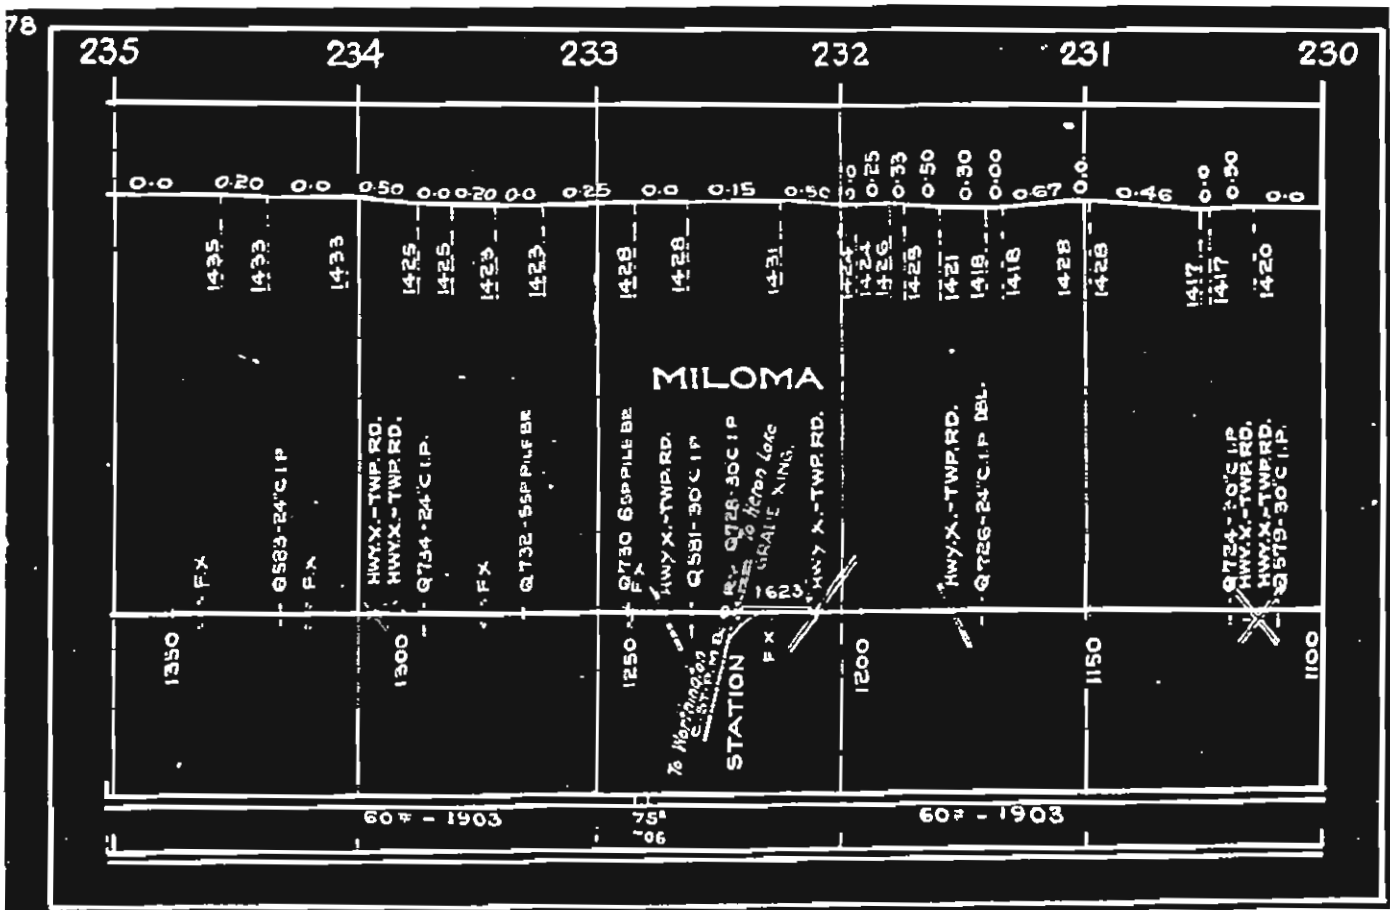 78
235 234 233 232 231 230
0.0 0.20 0.0 0.50 0.0 0.20 0.0 0.25 0.0 0.15 0.50 0.0 0.25 0.33 0.50 0.30 0.00 0.67 0.0 0.46 0.0 0.50 0.0
1435 1433 1433 1425 1425 1423 1423 1428 1428 1431 1424 1424 1426 1425 1421 1418 1418 1428 1428 1417 1417 1420
MILOMA
F.X
Q583-24"C I P
F.X
HWY.X.-TWP.RD.
HWY.X.-TWP.RD.
Q734-24"C I.P.
F X
Q732-5SP PILE BR
Q730 6SP PILE BR
F X
HWY X.-TWP.RD.
Q581-30"C I P
Q728-30"C I P
To Heron Lake
GRADE XING.
HWY X.-TWP.RD.
HWY.X.-TWP.RD.
Q726-24"C.I.P DBL.
Q724-30"C I.P
HWY.X.-TWP.RD.
HWY.X.-TWP.RD.
Q579-30"C I.P.
1623
1350 1300 1250 1200 1150 1100
To Worthington
C. ST. P. M. &
STATION
F X
60# - 1903
75#
-06
60# - 1903